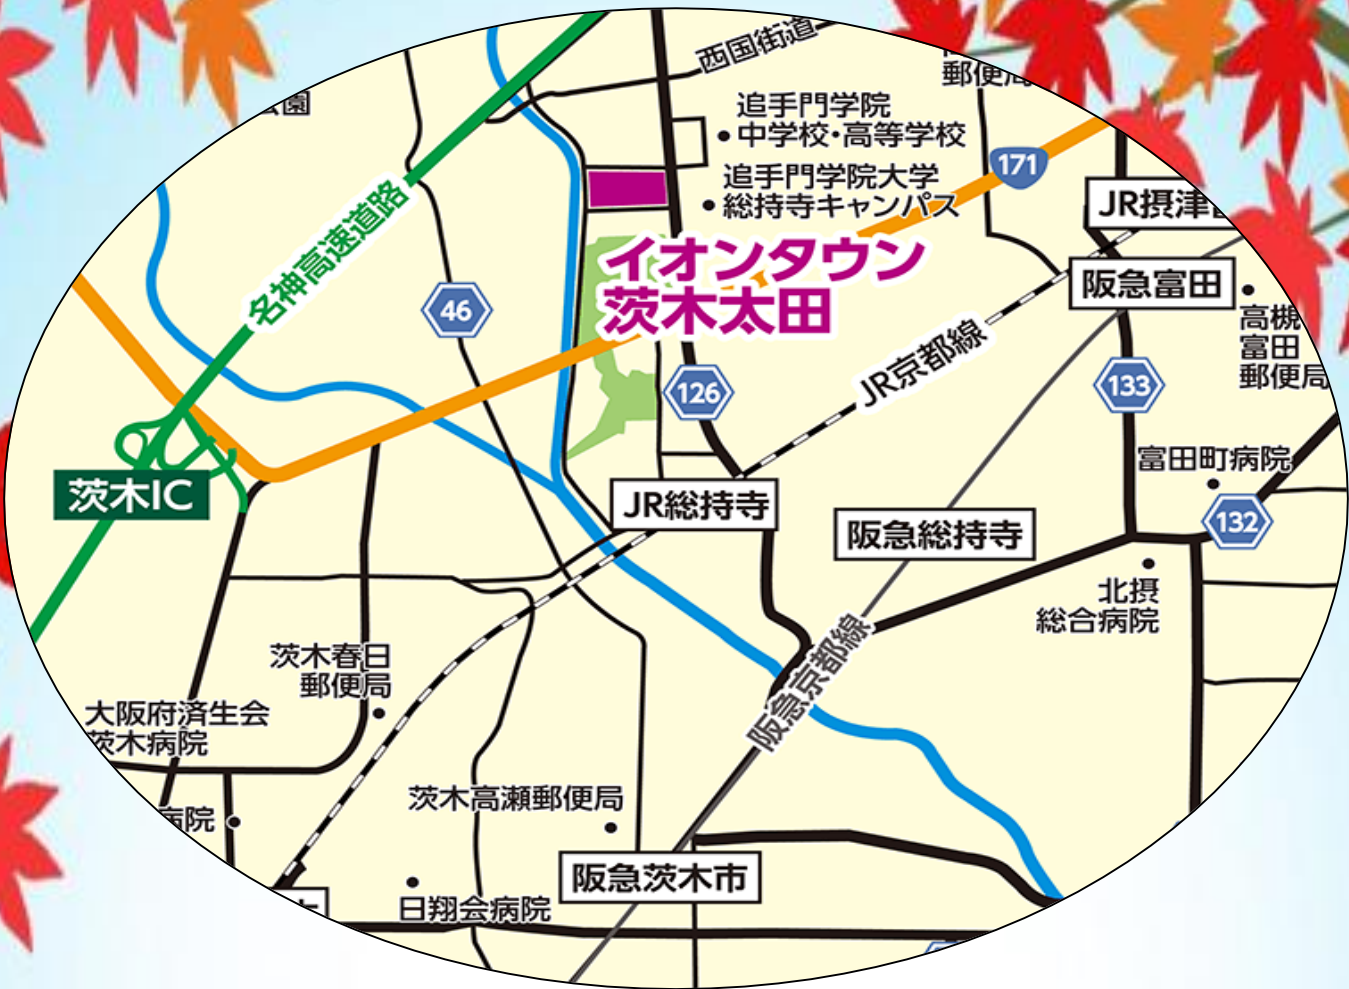 西国街道
郵便局
追手門学院
中学校・高等学校
171
追手門学院大学
総持寺キャンパス
JR摂津
名神高速道路
イオンタウン
茨木太田
阪急富田
46
高槻
富田
郵便局
JR京都線
126
133
富田町病院
茨木IC
JR総持寺
阪急総持寺
132
北摂
総合病院
茨木春日
郵便局
阪急京都線
大阪府済生会
茨木病院
茨木高瀬郵便局
病院
阪急茨木市
日翔会病院